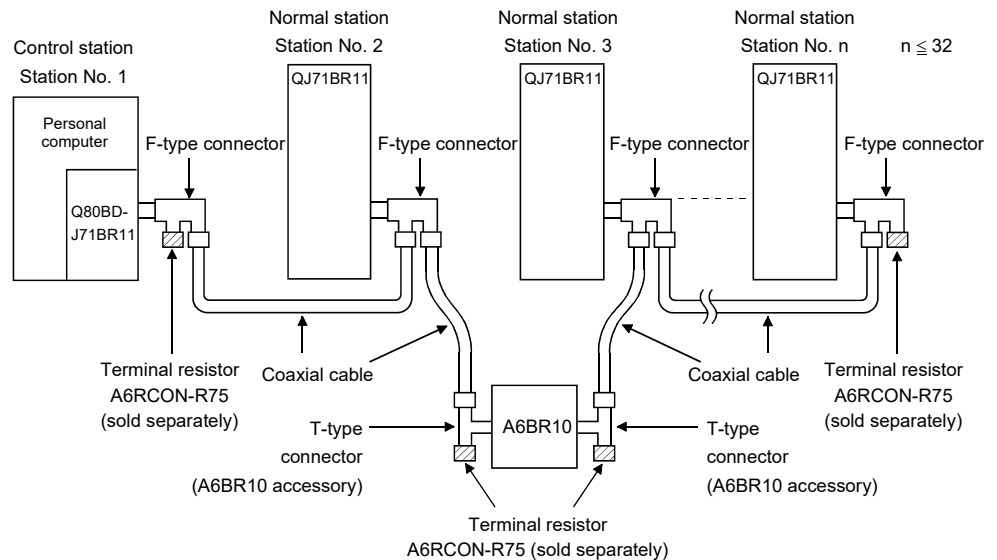 Control station
Station No. 1
Normal station
Station No. 2
Normal station
Station No. 3
Normal station
Station No. n
n ≦ 32
Personal
computer
Q80BD-
J71BR11
QJ71BR11
QJ71BR11
QJ71BR11
F-type connector
F-type connector
F-type connector
F-type connector
Terminal resistor
A6RCON-R75
(sold separately)
Coaxial cable
Coaxial cable
Terminal resistor
A6RCON-R75
(sold separately)
T-type
connector
(A6BR10 accessory)
A6BR10
T-type
connector
(A6BR10 accessory)
Terminal resistor
A6RCON-R75 (sold separately)